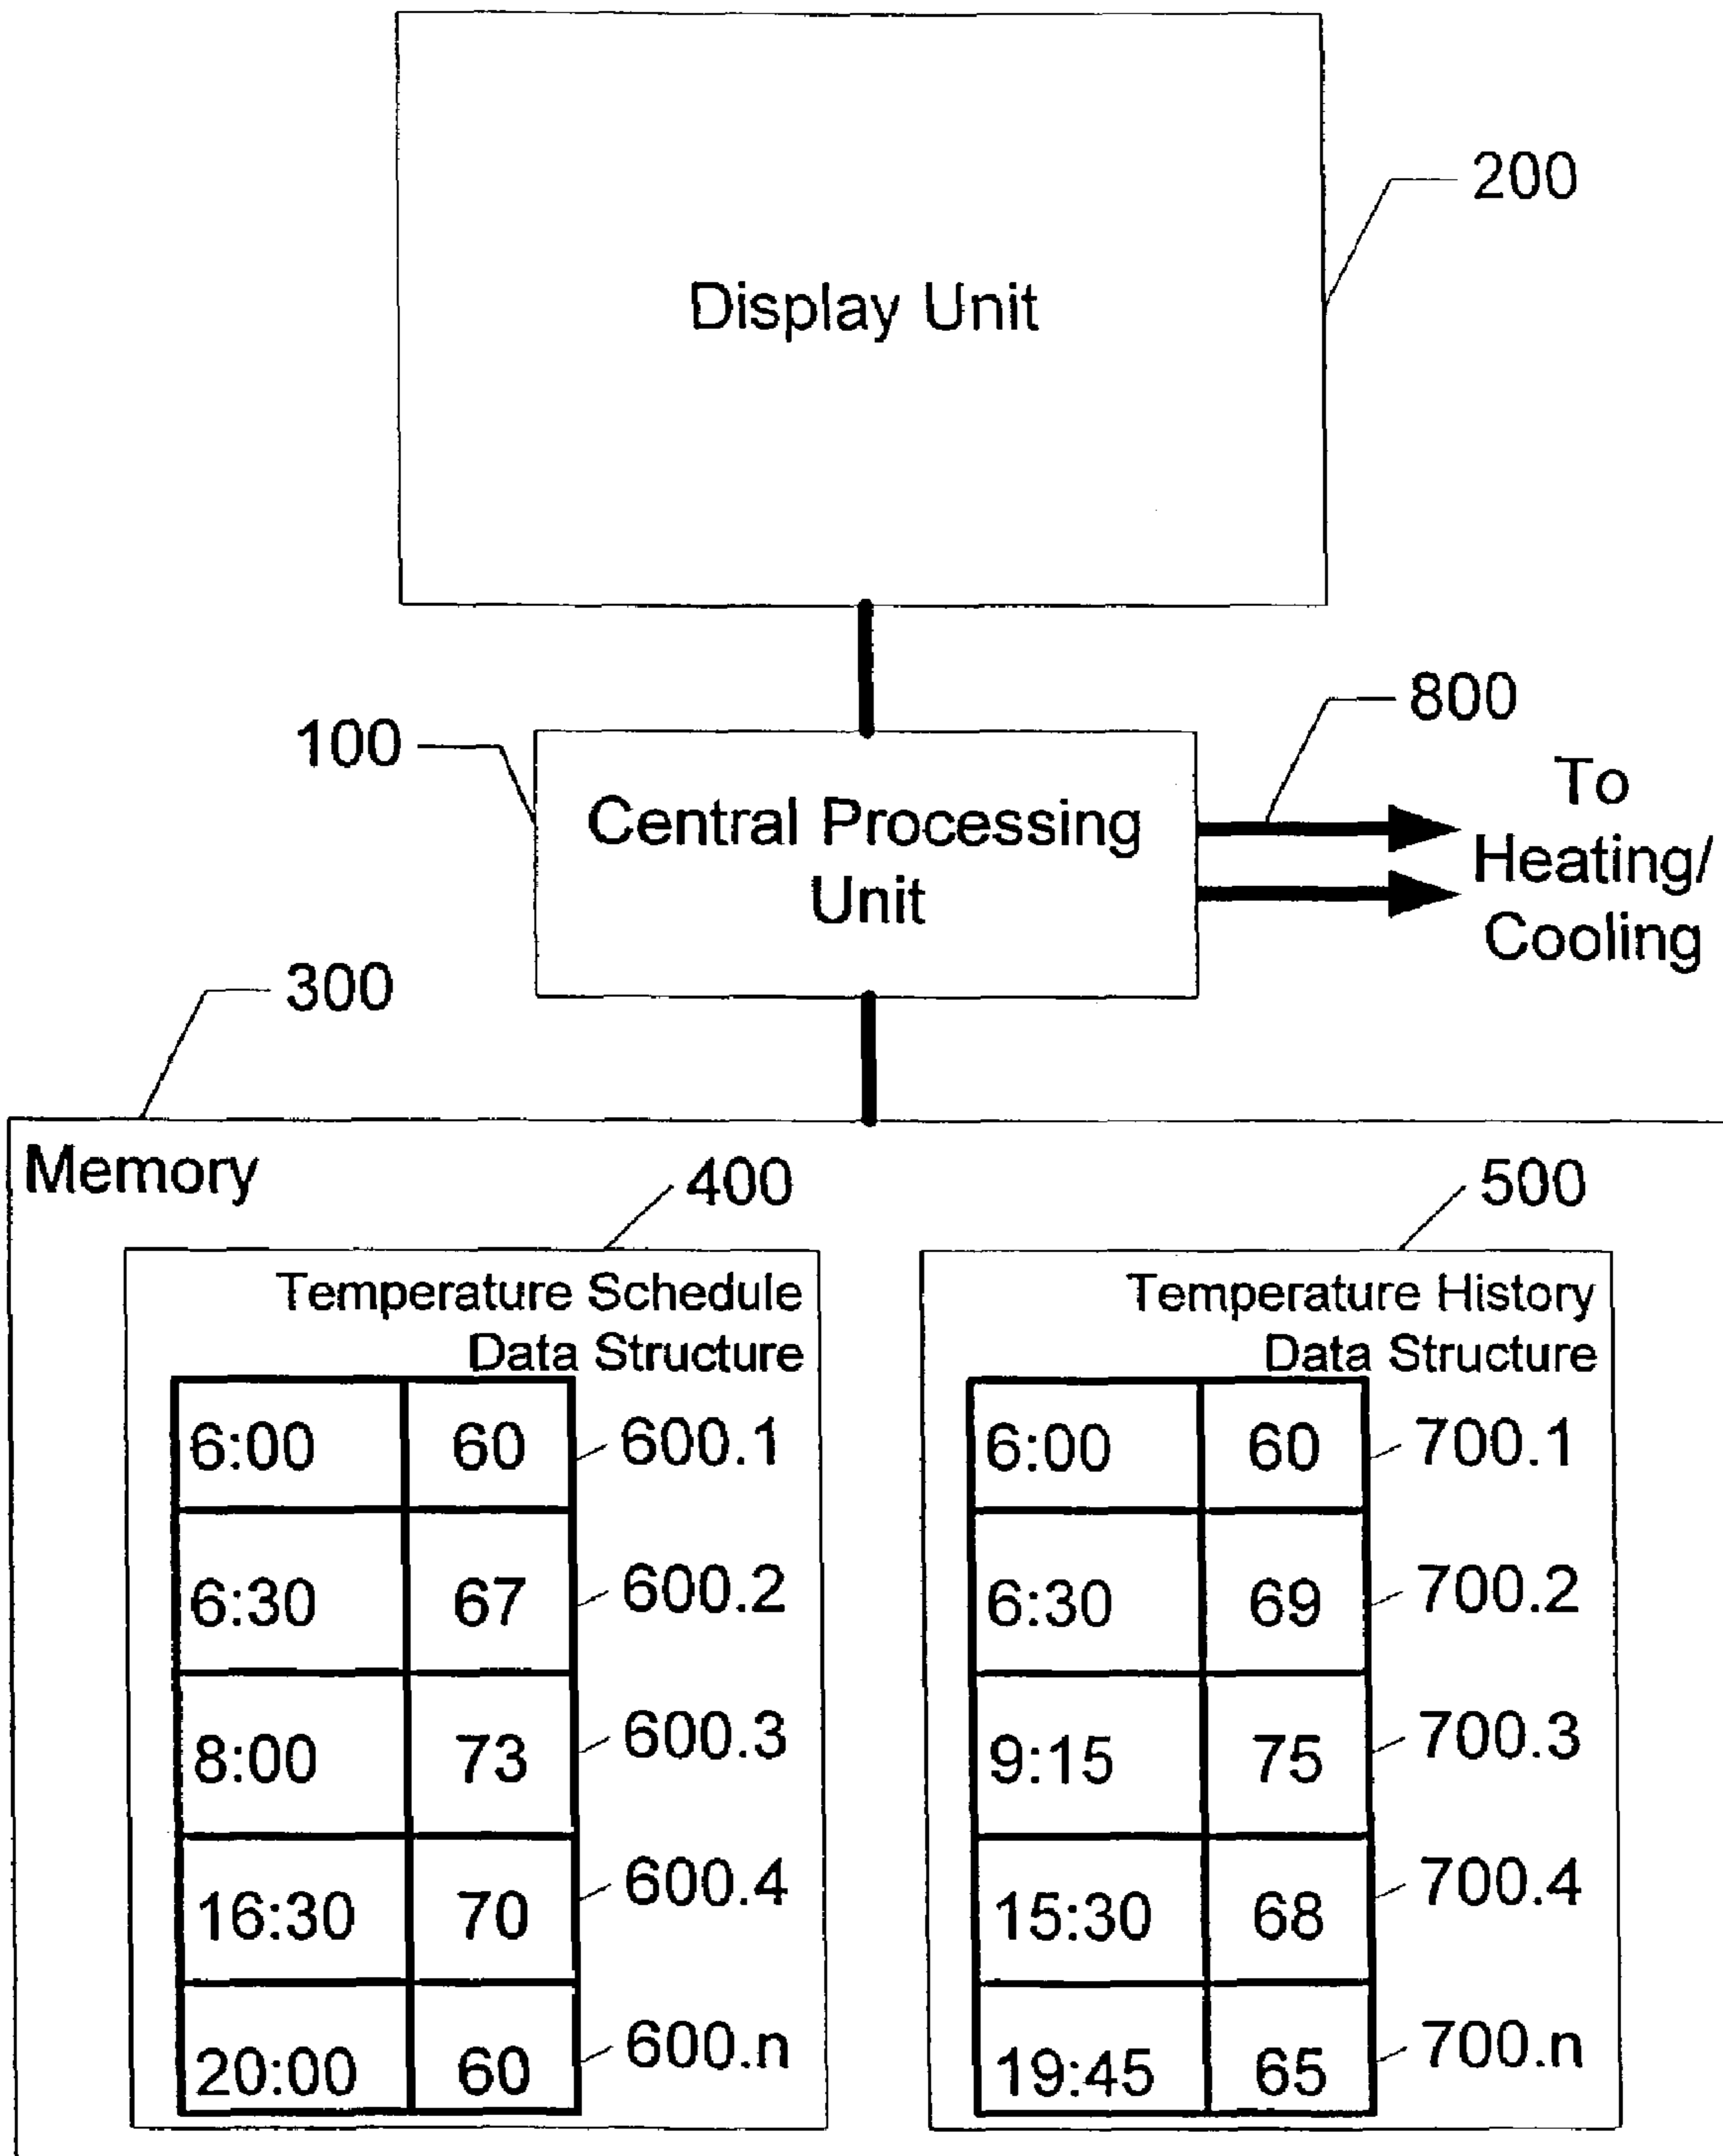 200
Display Unit
800
100
Central Processing
Unit
To
Heating/
Cooling
300
Memory
400
500
Temperature Schedule
Data Structure
6:00 60 600.1
6:30 67 600.2
8:00 73 600.3
16:30 70 600.4
20:00 60 600.n
Temperature History
Data Structure
6:00 60 700.1
6:30 69 700.2
9:15 75 700.3
15:30 68 700.4
19:45 65 700.n